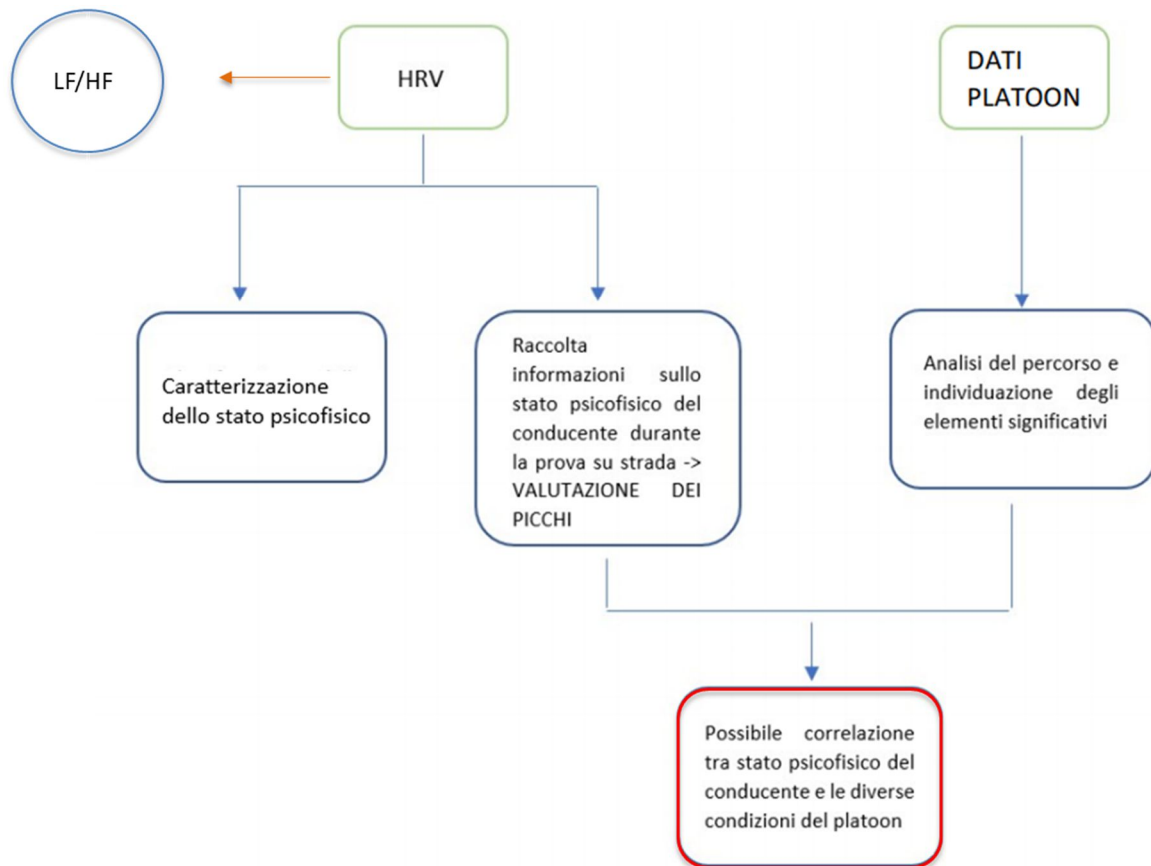 LF/HF
HRV
DATI
PLATOON
Caratterizzazione
dello stato psicofisico
Raccolta
informazioni sullo
stato psicofisico del
conducente durante
la prova su strada ->
VALUTAZIONE DEI
PICCHI
Analisi del percorso e
individuazione degli
elementi significativi
Possibile correlazione
tra stato psicofisico del
conducente e le diverse
condizioni del platoon